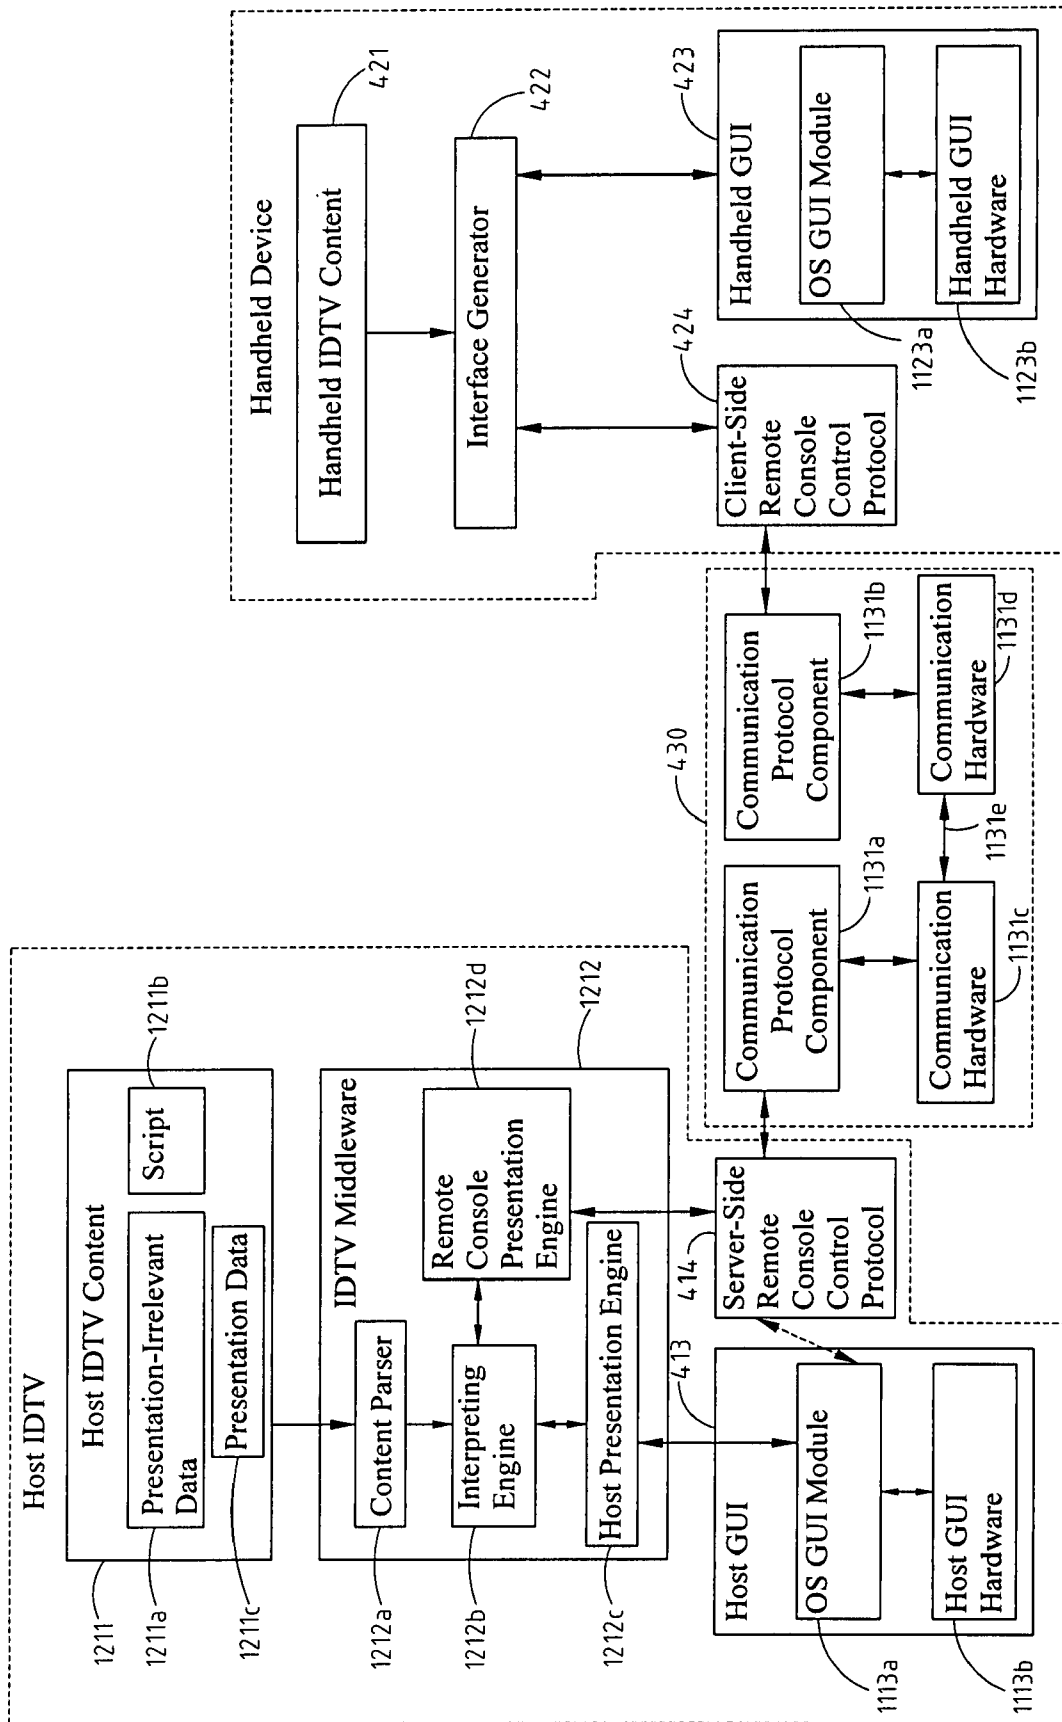 Host IDTV
Host IDTV Content
Presentation-Irrelevant
Data
Script
Presentation Data
1211
1211a
1211b
1211c
IDTV Middleware
Content Parser
Interpreting
Engine
Remote
Console
Presentation
Engine
Host Presentation Engine
1212a
1212b
1212c
1212d
1212
413
Host GUI
OS GUI Module
Host GUI
Hardware
1113a
1113b
414
Server-Side
Remote
Console
Control
Protocol
430
Communication
Protocol
Component
1131a
Communication
Protocol
Component
1131b
Communication
Hardware
1131c
1131e
Communication
Hardware
1131d
Handheld Device
Handheld IDTV Content
421
Interface Generator
422
Client-Side
Remote
Console
Control
Protocol
424
Handheld GUI
423
OS GUI Module
1123a
Handheld GUI
Hardware
1123b